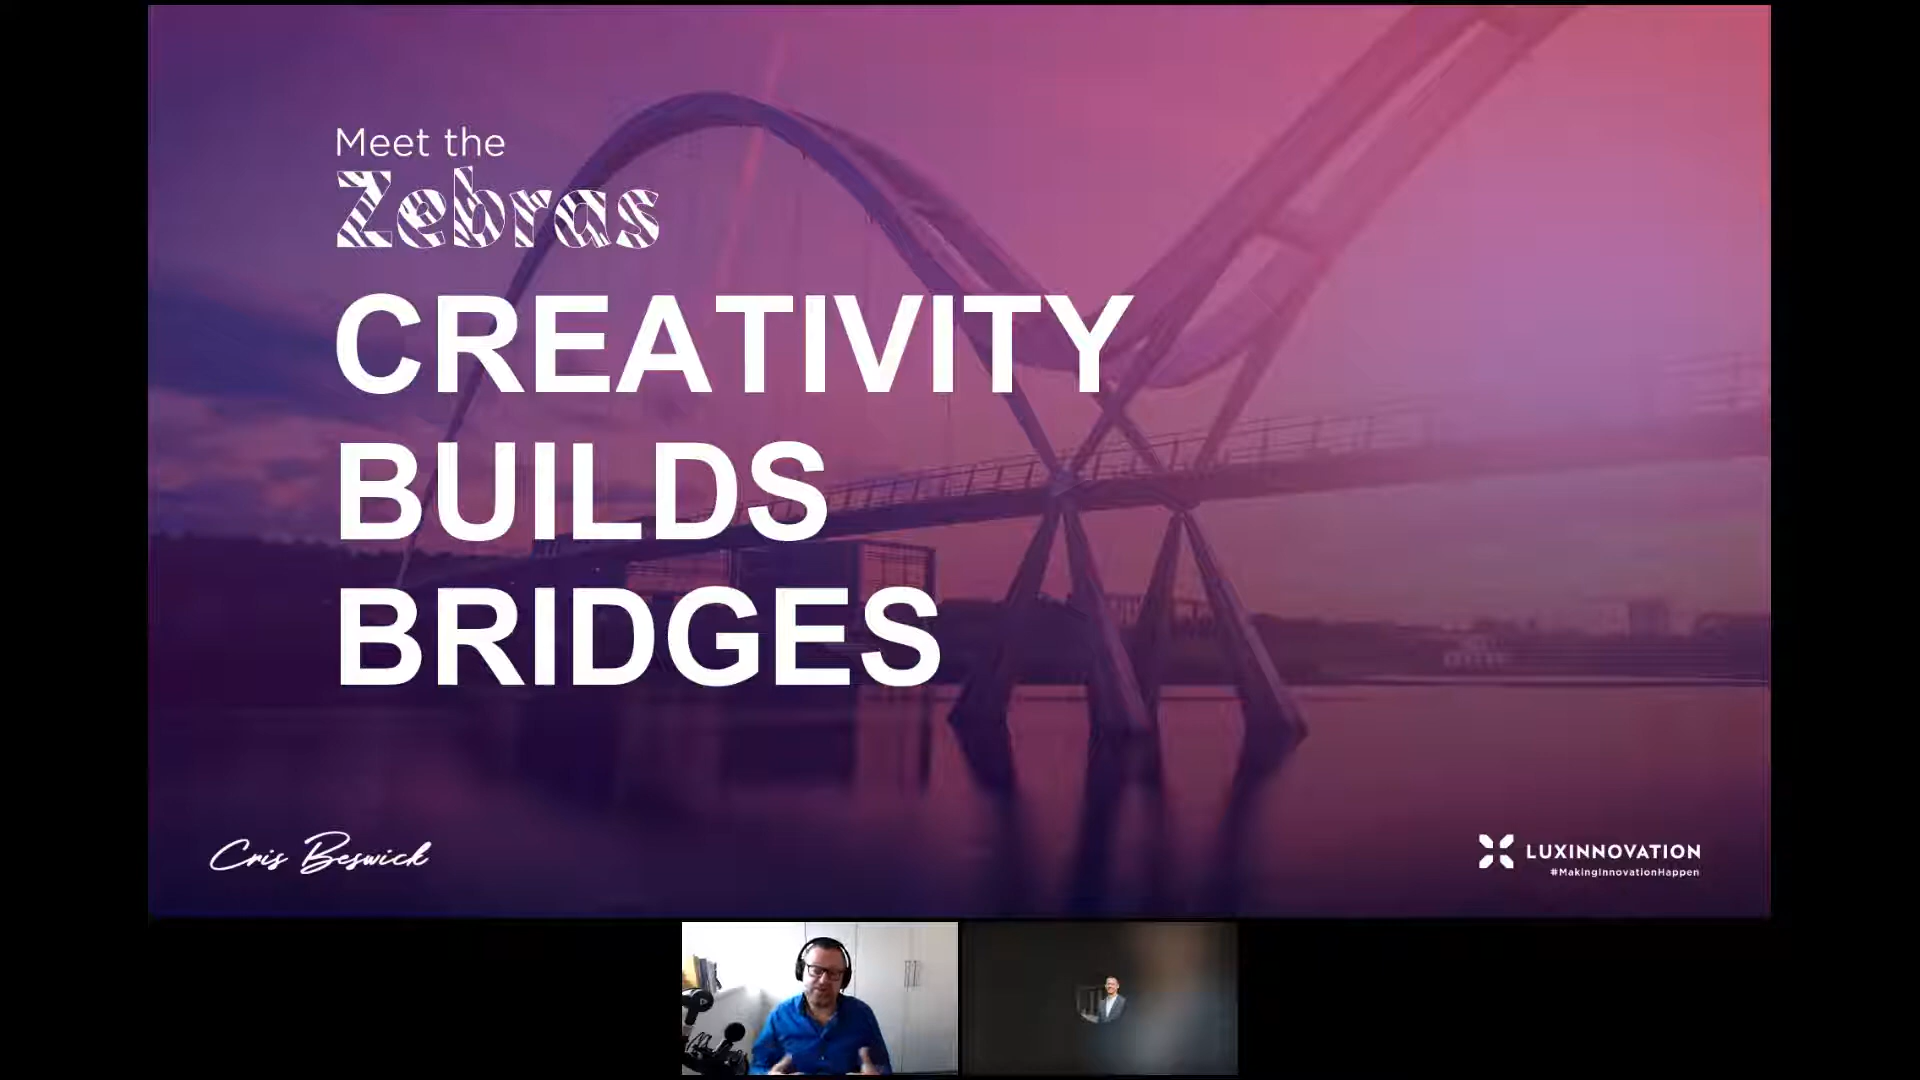 Meet the
Zebras
CREATIVITY
BUILDS
BRIDGES
Cris Beswick
LUXINNOVATION
#MakingInnovationHappen